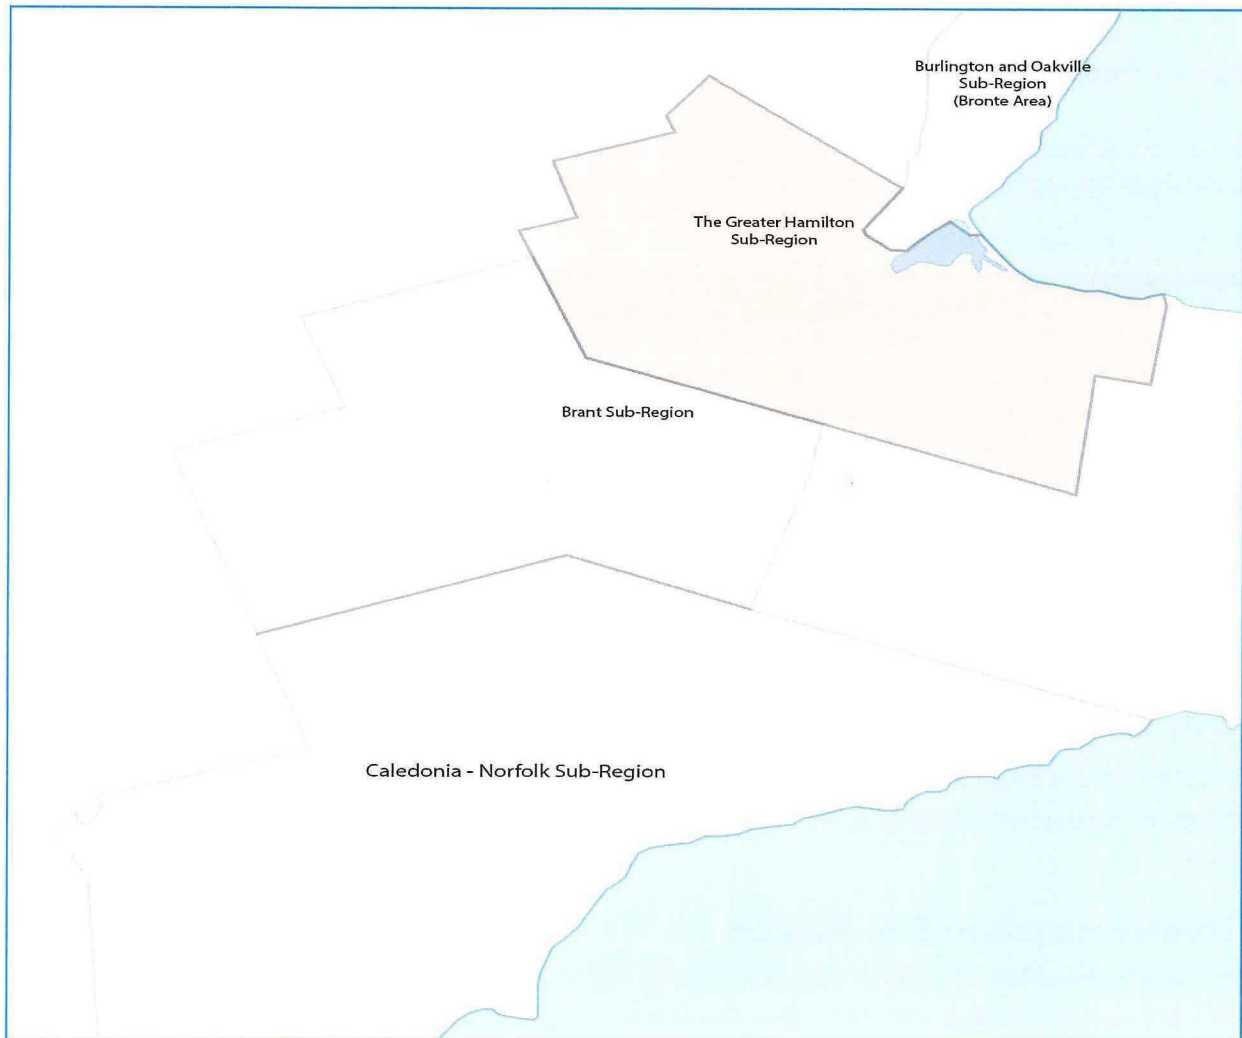 Burlington and Oakville
Sub-Region
(Bronte Area)
The Greater Hamilton
Sub-Region
Brant Sub-Region
Caledonia - Norfolk Sub-Region